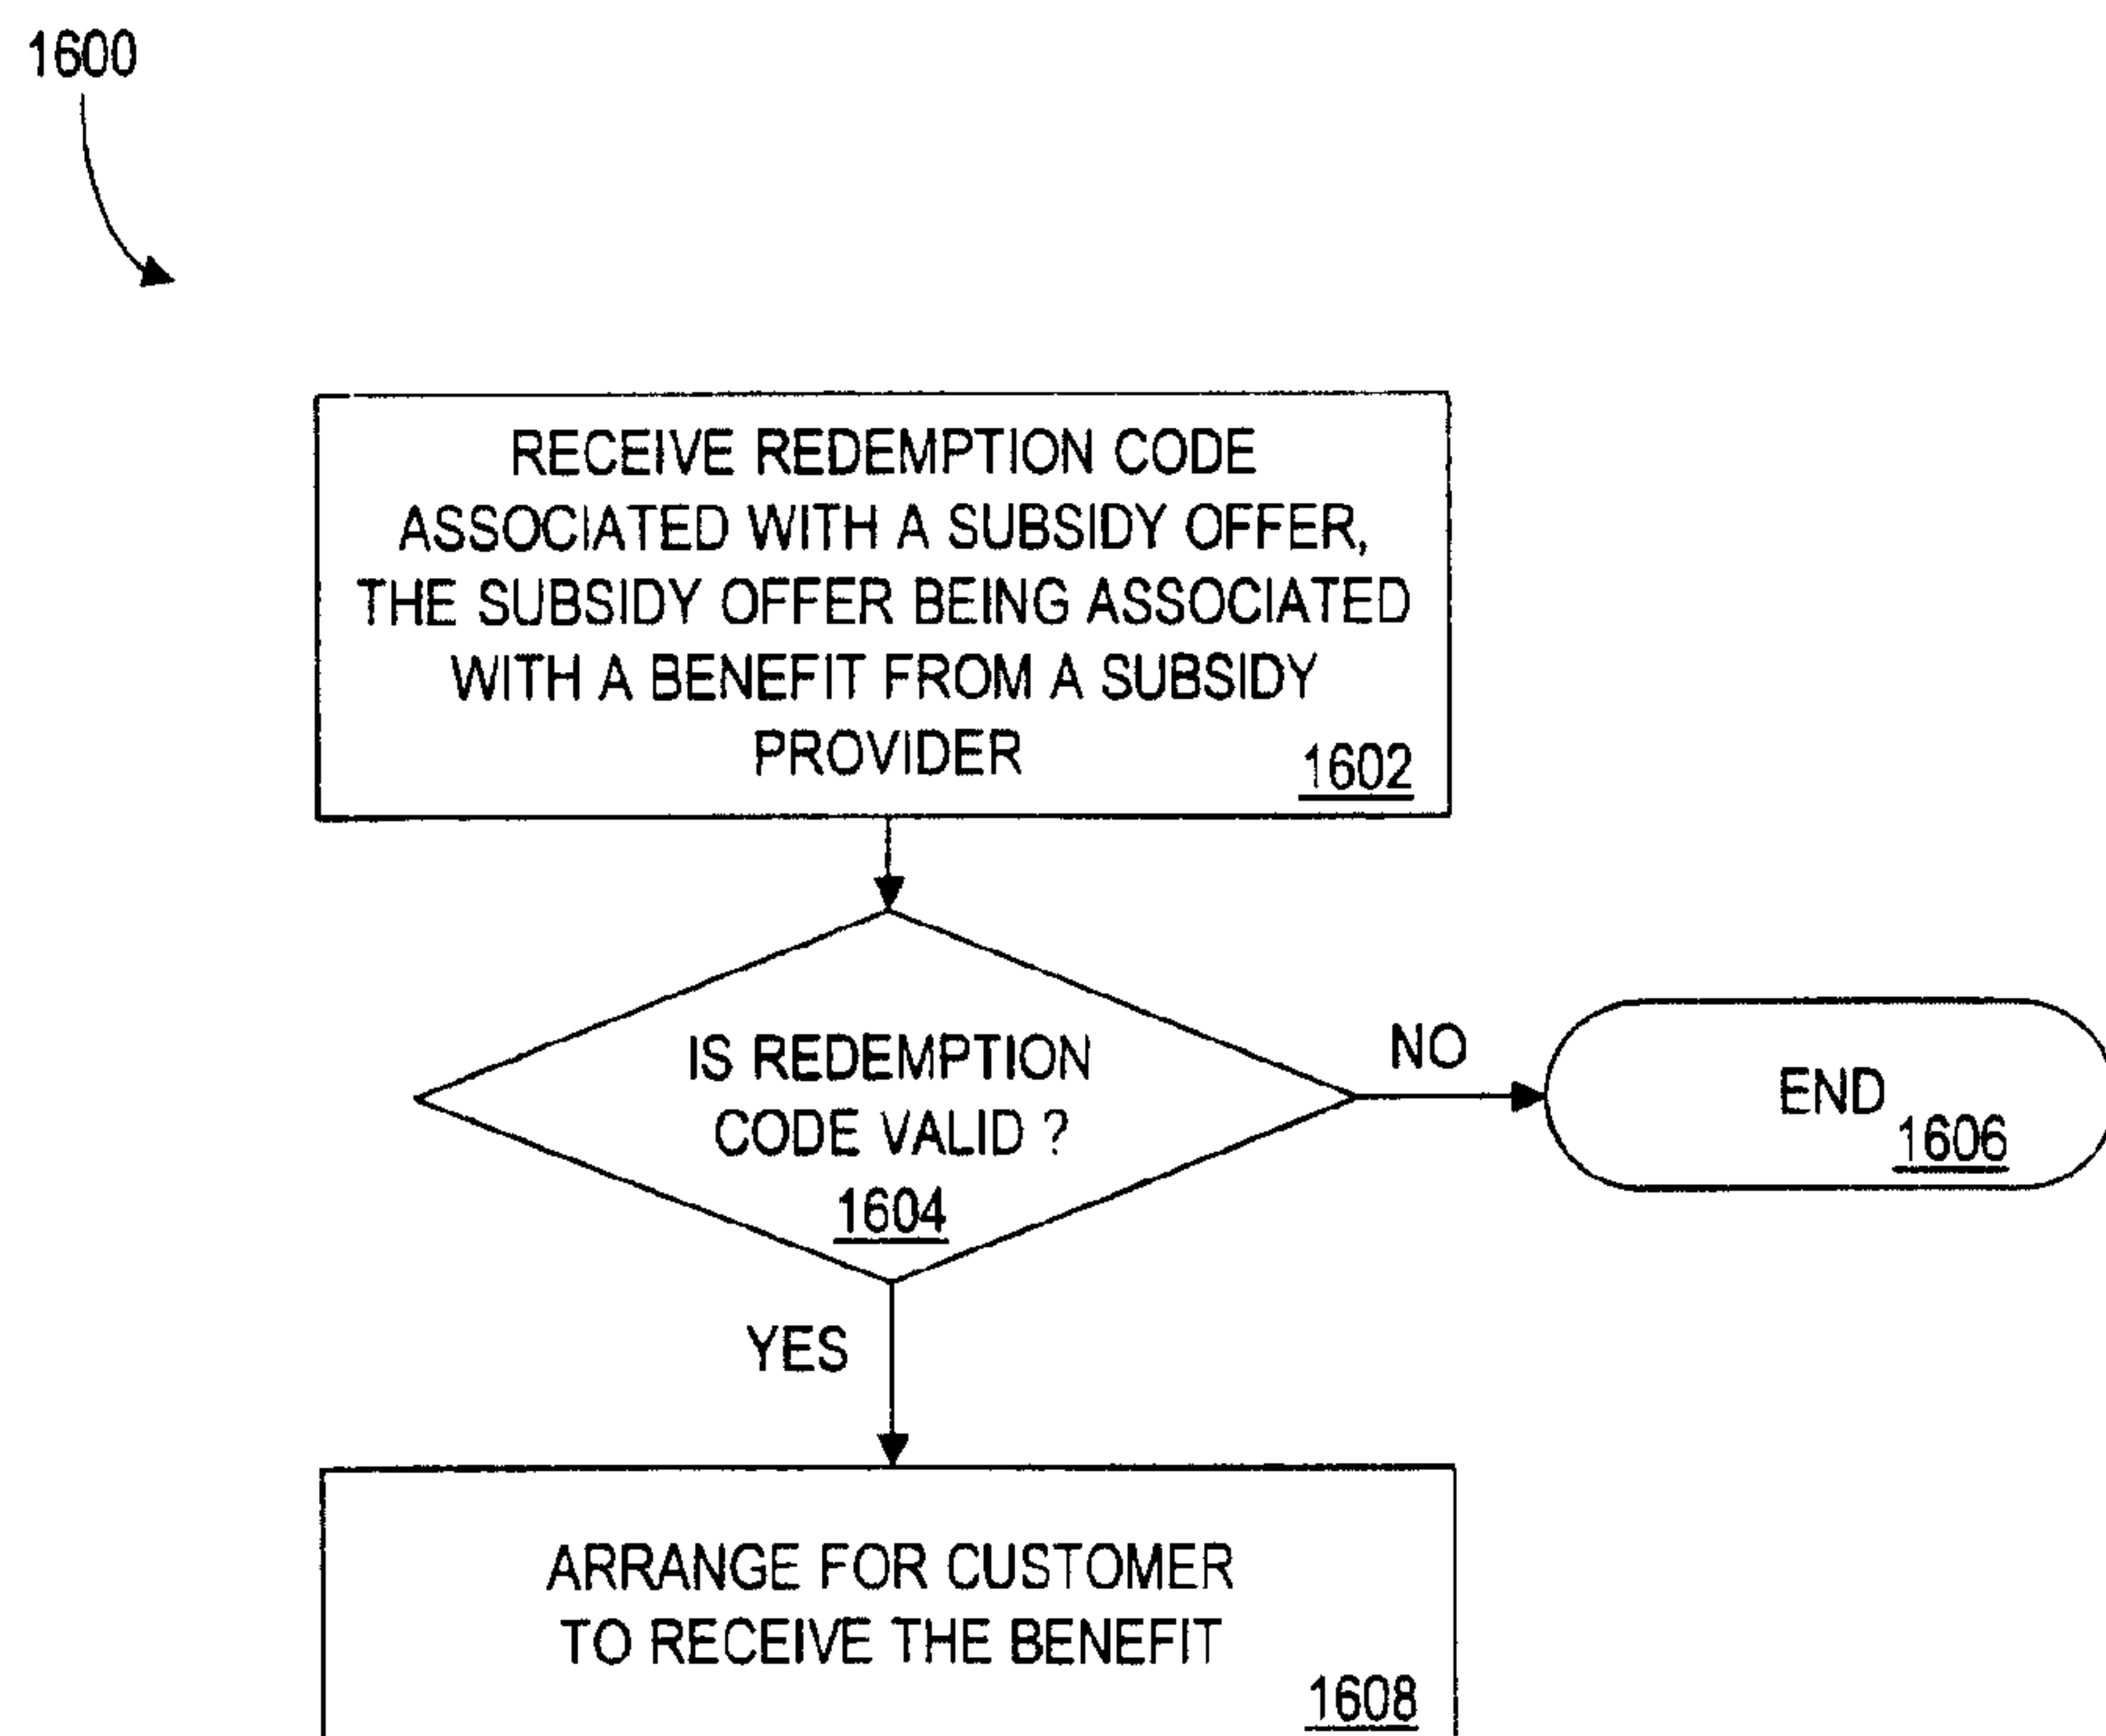 1600
RECEIVE REDEMPTION CODE
ASSOCIATED WITH A SUBSIDY OFFER,
THE SUBSIDY OFFER BEING ASSOCIATED
WITH A BENEFIT FROM A SUBSIDY
PROVIDER
1602
IS REDEMPTION
CODE VALID ?
1604
NO
END
1606
YES
ARRANGE FOR CUSTOMER
TO RECEIVE THE BENEFIT
1608